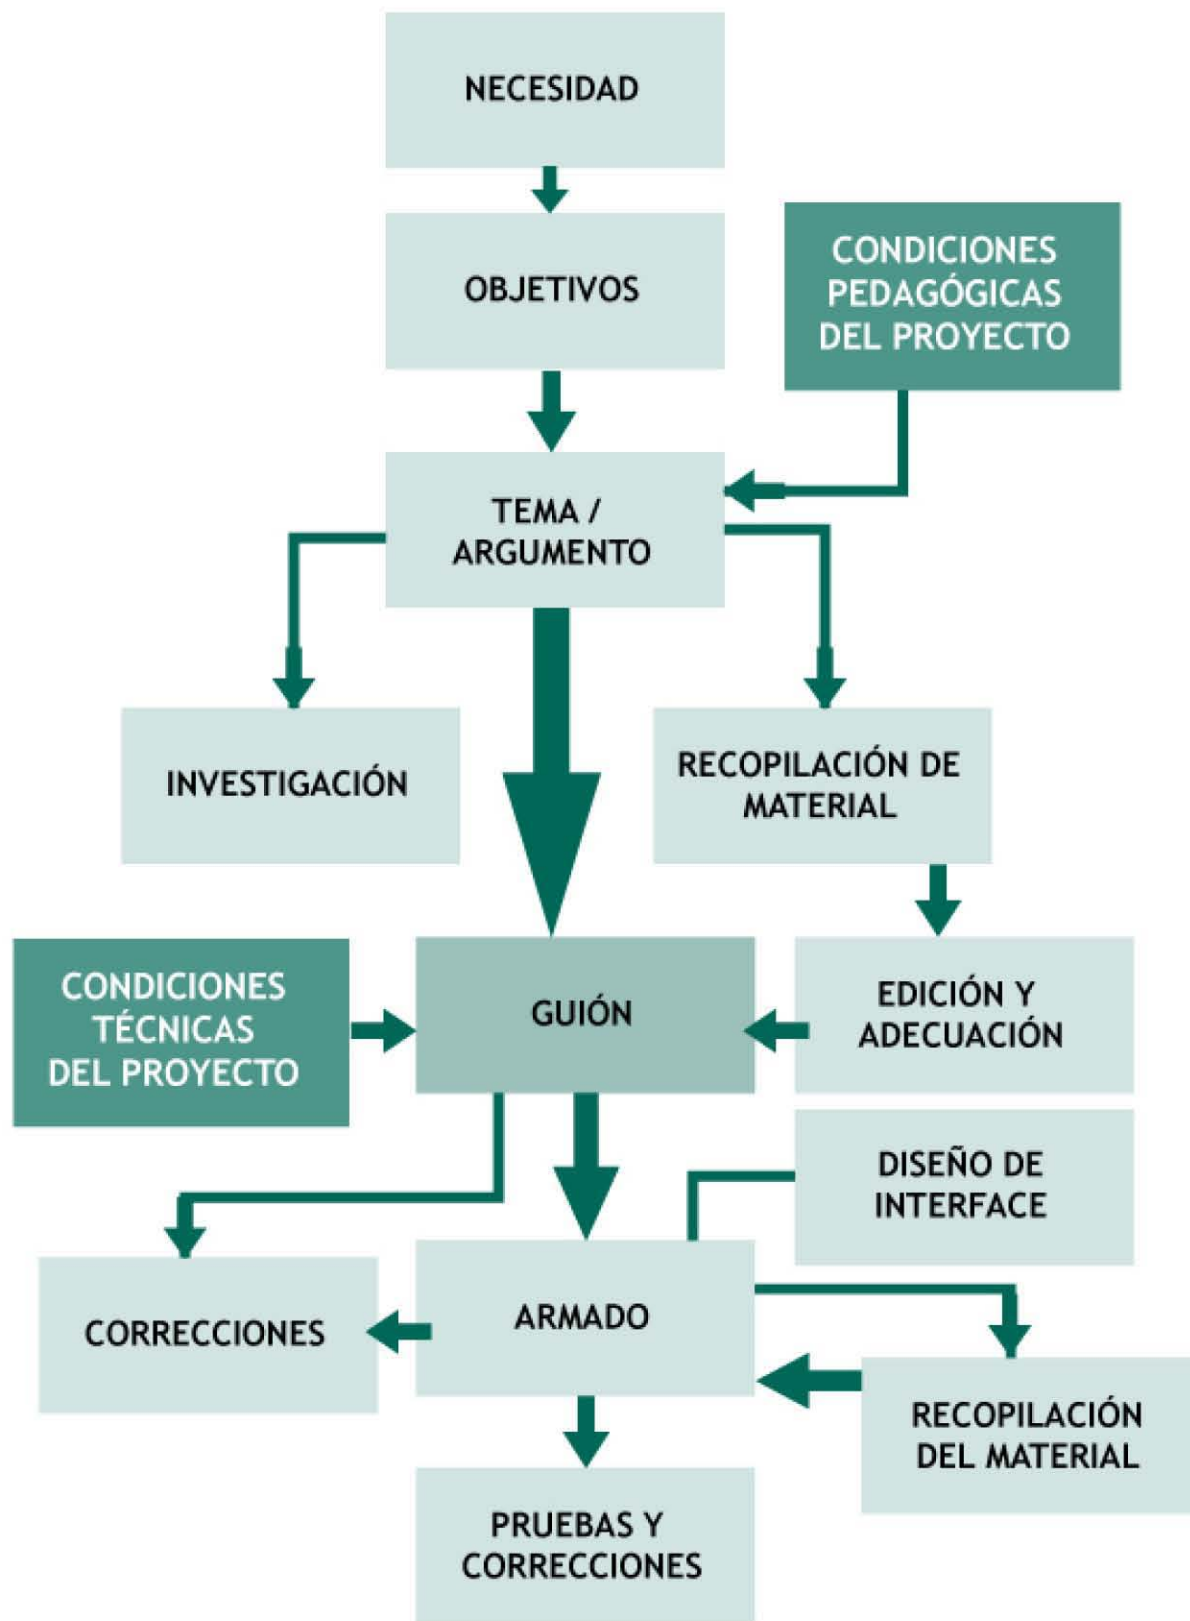 NECESIDAD
OBJETIVOS
CONDICIONES
PEDAGÓGICAS
DEL PROYECTO
TEMA /
ARGUMENTO
INVESTIGACIÓN
RECOPILACIÓN DE
MATERIAL
CONDICIONES
TÉCNICAS
DEL PROYECTO
GUIÓN
EDICIÓN Y
ADECUACIÓN
DISEÑO DE
INTERFACE
CORRECCIONES
ARMADO
RECOPILACIÓN
DEL MATERIAL
PRUEBAS Y
CORRECCIONES